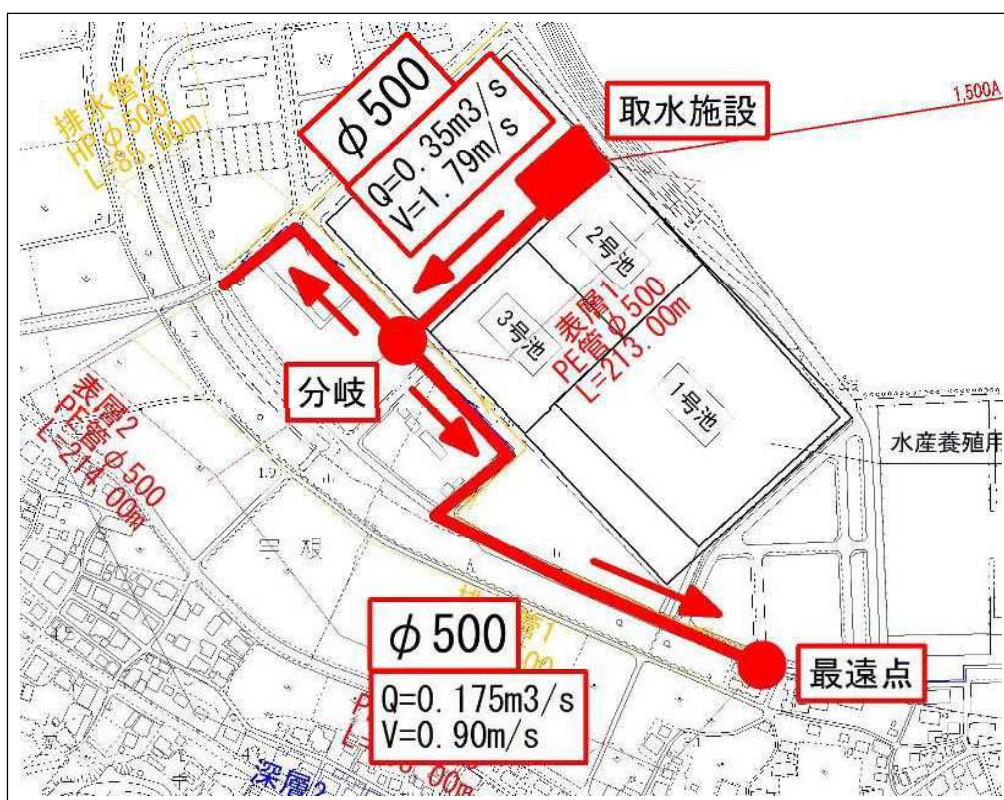 排水管2
HPφ500
L=85.00m
φ500
Q=0.35m3/s
V=1.79m/s
取水施設
1,500A
2号池
表層1
PE管φ500
L=213.00m
3号池
1号池
分岐
水産養殖用
表層2
PE管φ500
L=214.00m
φ500
Q=0.175m3/s
V=0.90m/s
最遠点
深層2